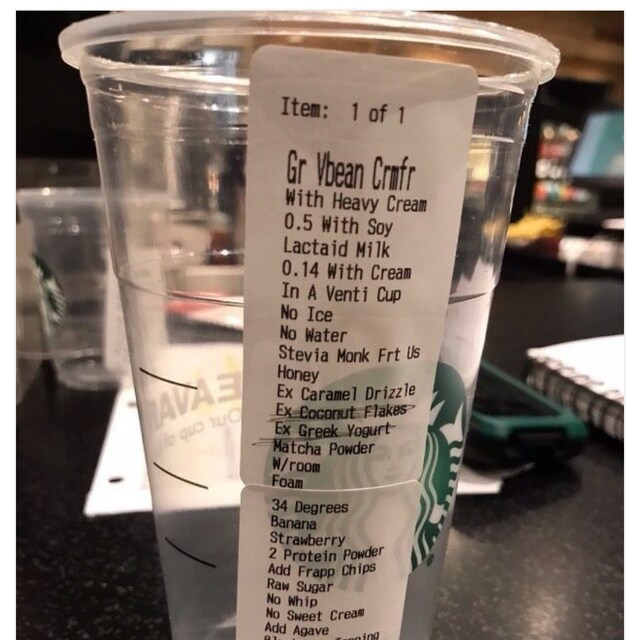 Item: 1 of 1
Gr Vbean Crmfr
With Heavy Cream
0.5 With Soy
Lactaid Milk
0.14 With Cream
In A Venti Cup
No Ice
No Water
Stevia Monk Frt Us
Honey
Ex Caramel Drizzle
Ex Coconut Flakes
Ex Greek Yogurt
Matcha Powder
W/room
Foam
34 Degrees
Banana
Strawberry
2 Protein Powder
Add Frapp Chips
Raw Sugar
No Whip
No Sweet Cream
Add Agave